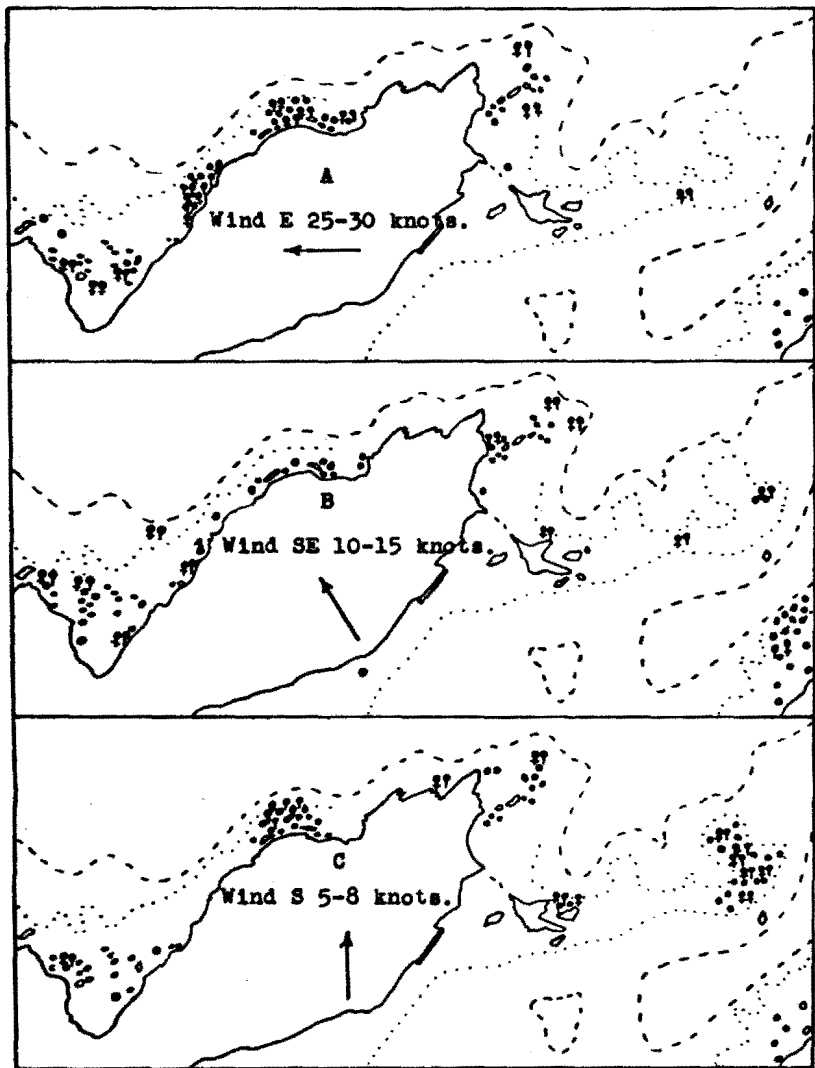 A
Wind E 25-30 knots.
B
Wind SE 10-15 knots.
C
Wind S 5-8 knots.